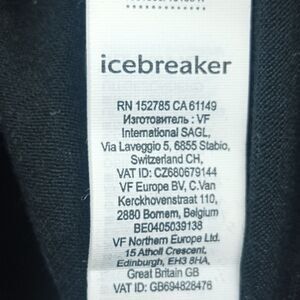 icebreaker
RN 152785 CA 61149
Изготовитель : VF
International SAGL,
Via Laveggio 5, 6855 Stabio,
Switzerland CH,
VAT ID: CZ680679144
VF Europe BV, C.Van
Kerckhovenstraat 110,
2880 Bornem, Belgium
BE0405039138
VF Northern Europe Ltd.
15 Atholl Crescent,
Edinburgh, EH3 8HA,
Great Britain GB
VAT ID: GB694828476